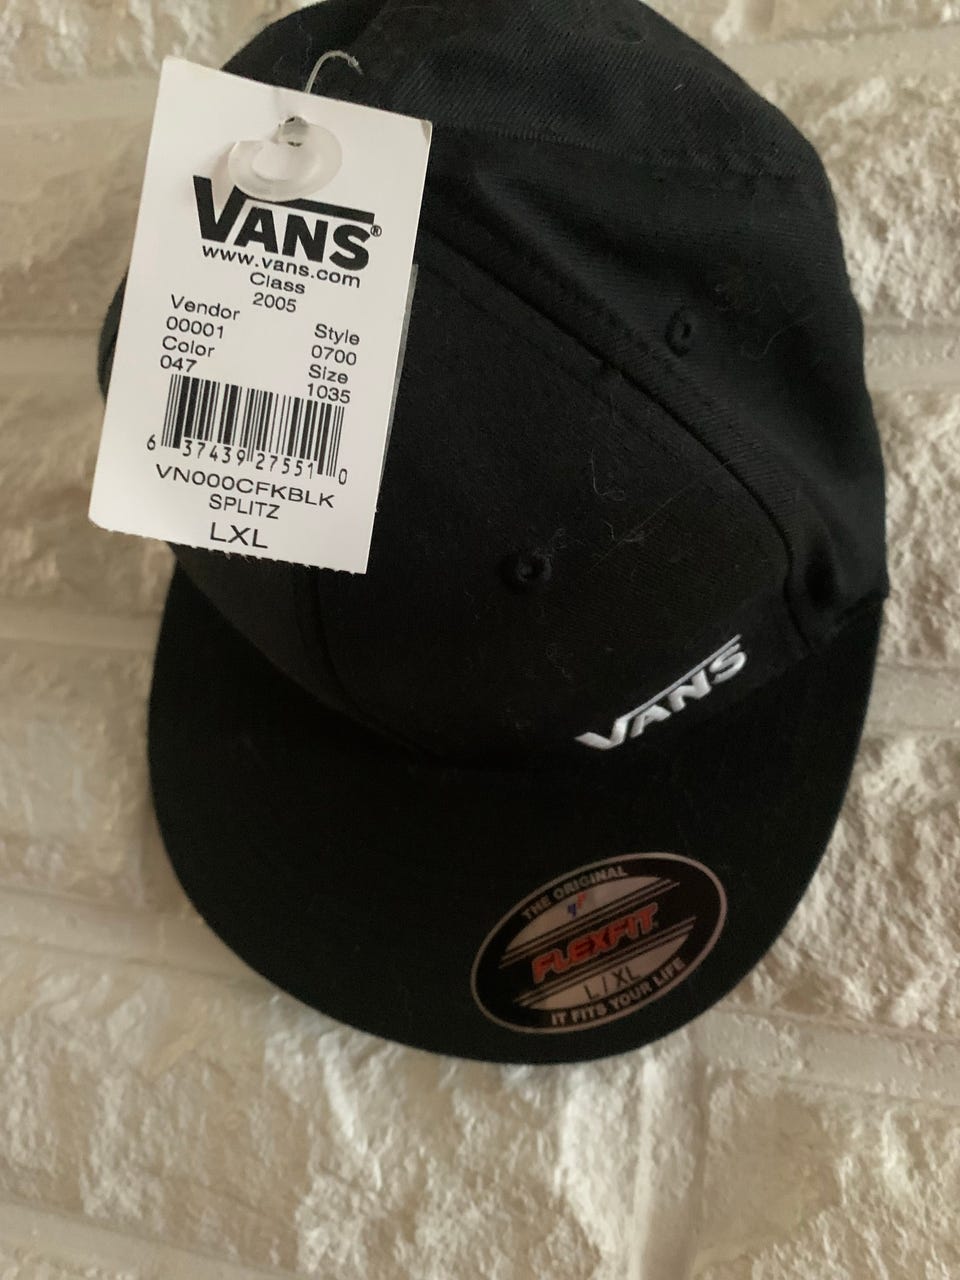 VANS®
www.vans.com
Class
2005
Vendor
00001
Style
0700
Color
047
Size
1035
6 37439 27551 0
VN000CFKBLK
SPLITZ
LXL
VANS
THE ORIGINAL
FLEXFIT
L/XL
IT FITS YOUR LIFE